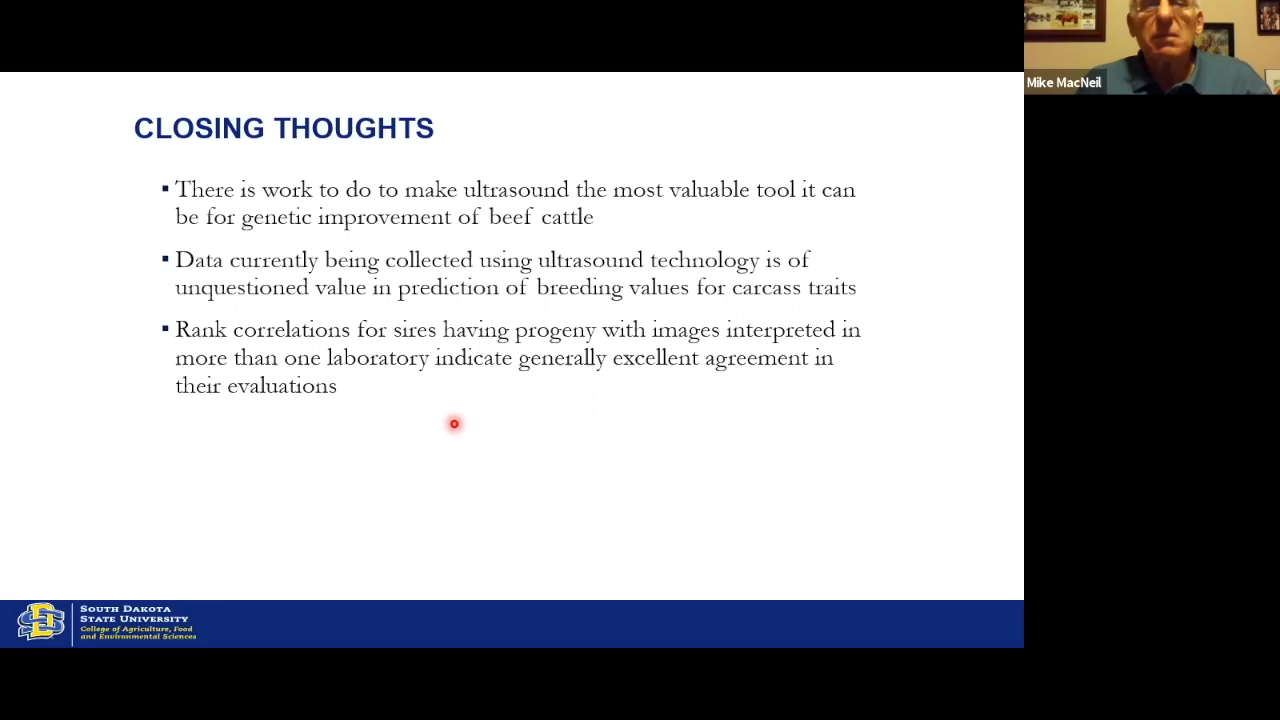 Mike MacNeil
CLOSING THOUGHTS
▪ There is work to do to make ultrasound the most valuable tool it can
be for genetic improvement of beef cattle
▪ Data currently being collected using ultrasound technology is of
unquestioned value in prediction of breeding values for carcass traits
▪ Rank correlations for sires having progeny with images interpreted in
more than one laboratory indicate generally excellent agreement in
their evaluations
SOUTH DAKOTA
STATE UNIVERSITY
College of Agriculture, Food
and Environmental Sciences